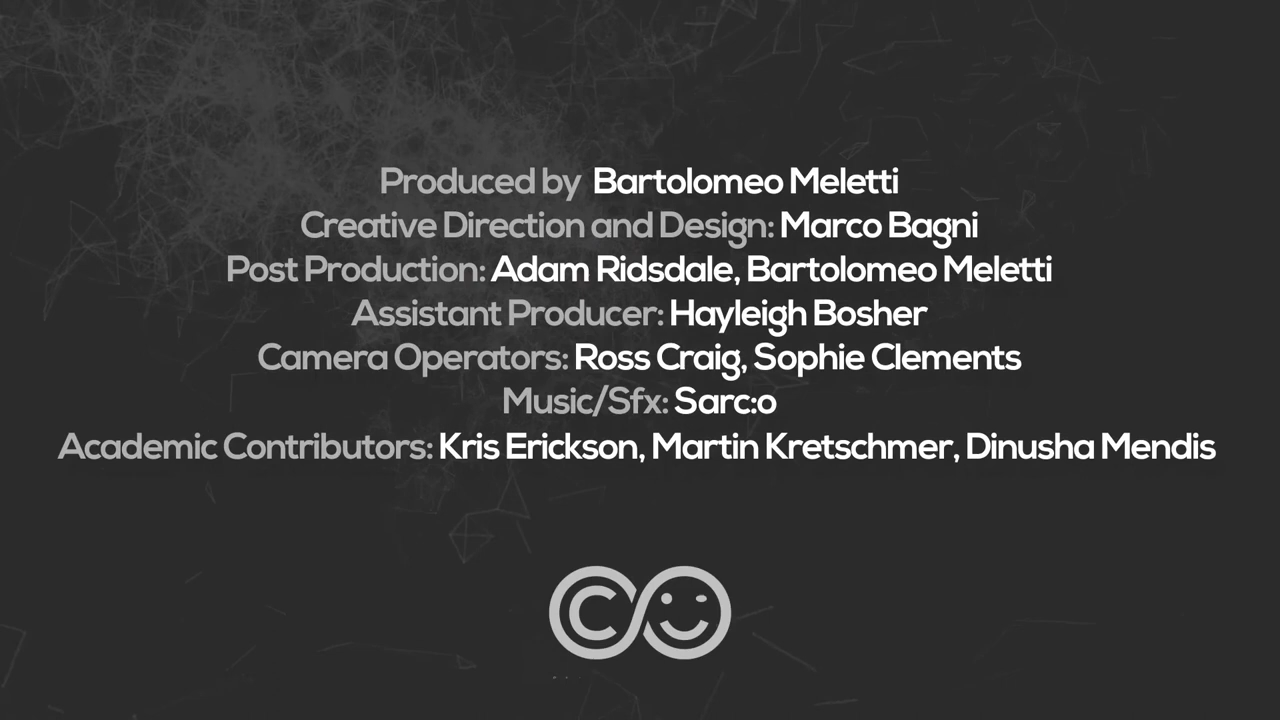 Produced by Bartolomeo Meletti
Creative Direction and Design: Marco Bagni
Post Production: Adam Ridsdale, Bartolomeo Meletti
Assistant Producer: Hayleigh Bosher
Camera Operators: Ross Craig, Sophie Clements
Music/Sfx: Sarc:o
Academic Contributors: Kris Erickson, Martin Kretschmer, Dinusha Mendis